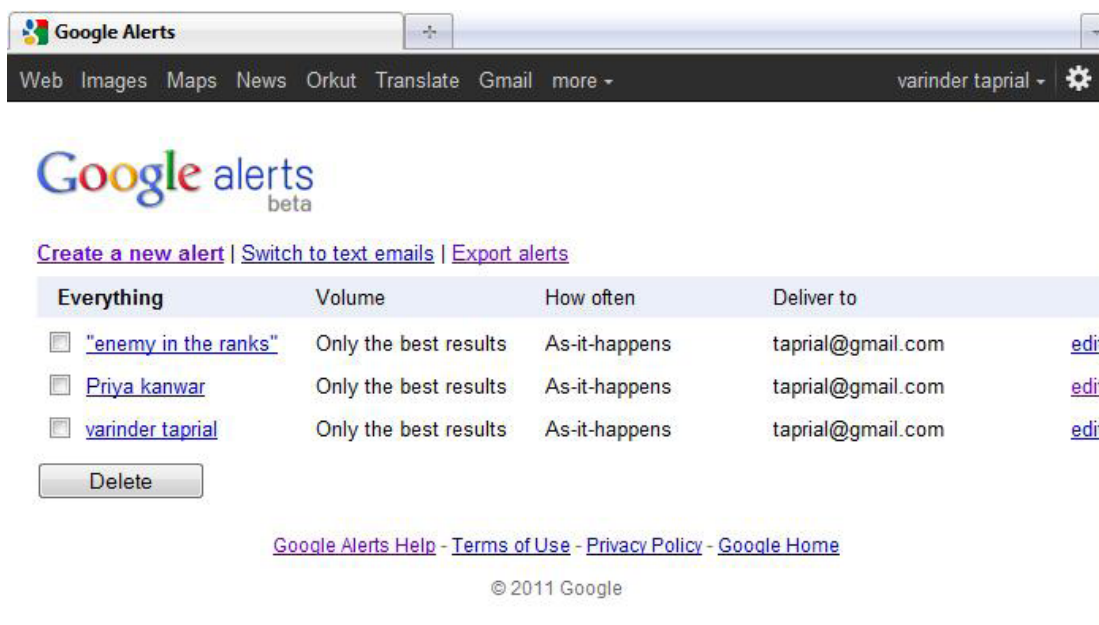 Google Alerts
Web Images Maps News Orkut Translate Gmail more varinder taprial
Google alerts
beta
Create a new alert | Switch to text emails | Export alerts
Everything Volume How often Deliver to
"enemy in the ranks" Only the best results As-it-happens taprial@gmail.com
Priya kanwar Only the best results As-it-happens taprial@gmail.com
varinder taprial Only the best results As-it-happens taprial@gmail.com
Delete
Google Alerts Help - Terms of Use - Privacy Policy - Google Home
© 2011 Google